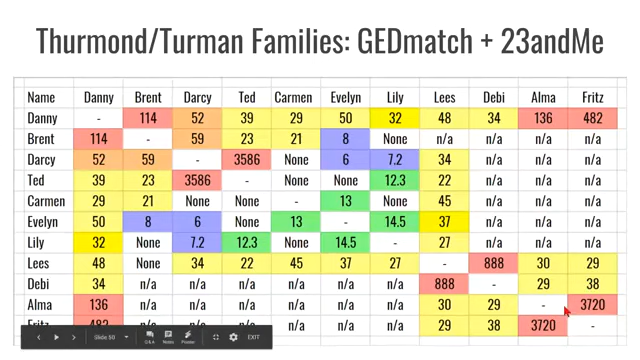 Thurmond/Turman Families: GEDmatch + 23andMe
Name Danny Brent Darcy Ted Carmen Evelyn Lily Lees Debi Alma Fritz
Danny - 114 52 39 29 50 32 48 34 136 482
Brent 114 - 59 23 21 8 None n/a n/a n/a n/a
Darcy 52 59 - 3586 None 6 7.2 34 n/a n/a n/a
Ted 39 23 3586 - None None 12.3 22 n/a n/a n/a
Carmen 29 21 None None - 13 None 45 n/a n/a n/a
Evelyn 50 8 6 None 13 - 14.5 37 n/a n/a n/a
Lily 32 None 7.2 12.3 None 14.5 - 27 n/a n/a n/a
Lees 48 None 34 22 45 37 27 - 888 30 29
Debi 34 n/a n/a n/a n/a n/a n/a 888 - 29 38
Alma 136 n/a n/a n/a n/a n/a n/a 30 29 - 3720
Fritz 482 n/a n/a n/a n/a n/a n/a 29 38 3720 -
Slide 50 Q&A Notes Pointer EXIT